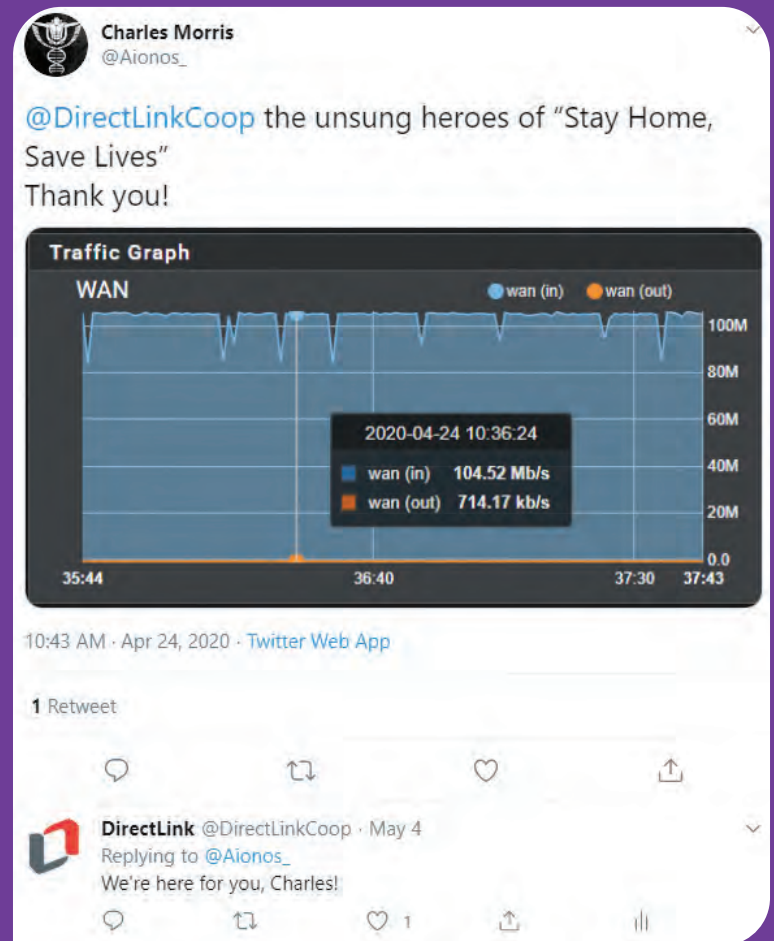 Charles Morris
@Aionos_
@DirectLinkCoop the unsung heroes of “Stay Home,
Save Lives”
Thank you!
Traffic Graph
WAN
wan (in) wan (out)
100M
80M
60M
40M
20M
0.0
2020-04-24 10:36:24
wan (in) 104.52 Mb/s
wan (out) 714.17 kb/s
35:44 36:40 37:30 37:43
10:43 AM · Apr 24, 2020 · Twitter Web App
1 Retweet
DirectLink @DirectLinkCoop · May 4
Replying to @Aionos_
We're here for you, Charles!
1